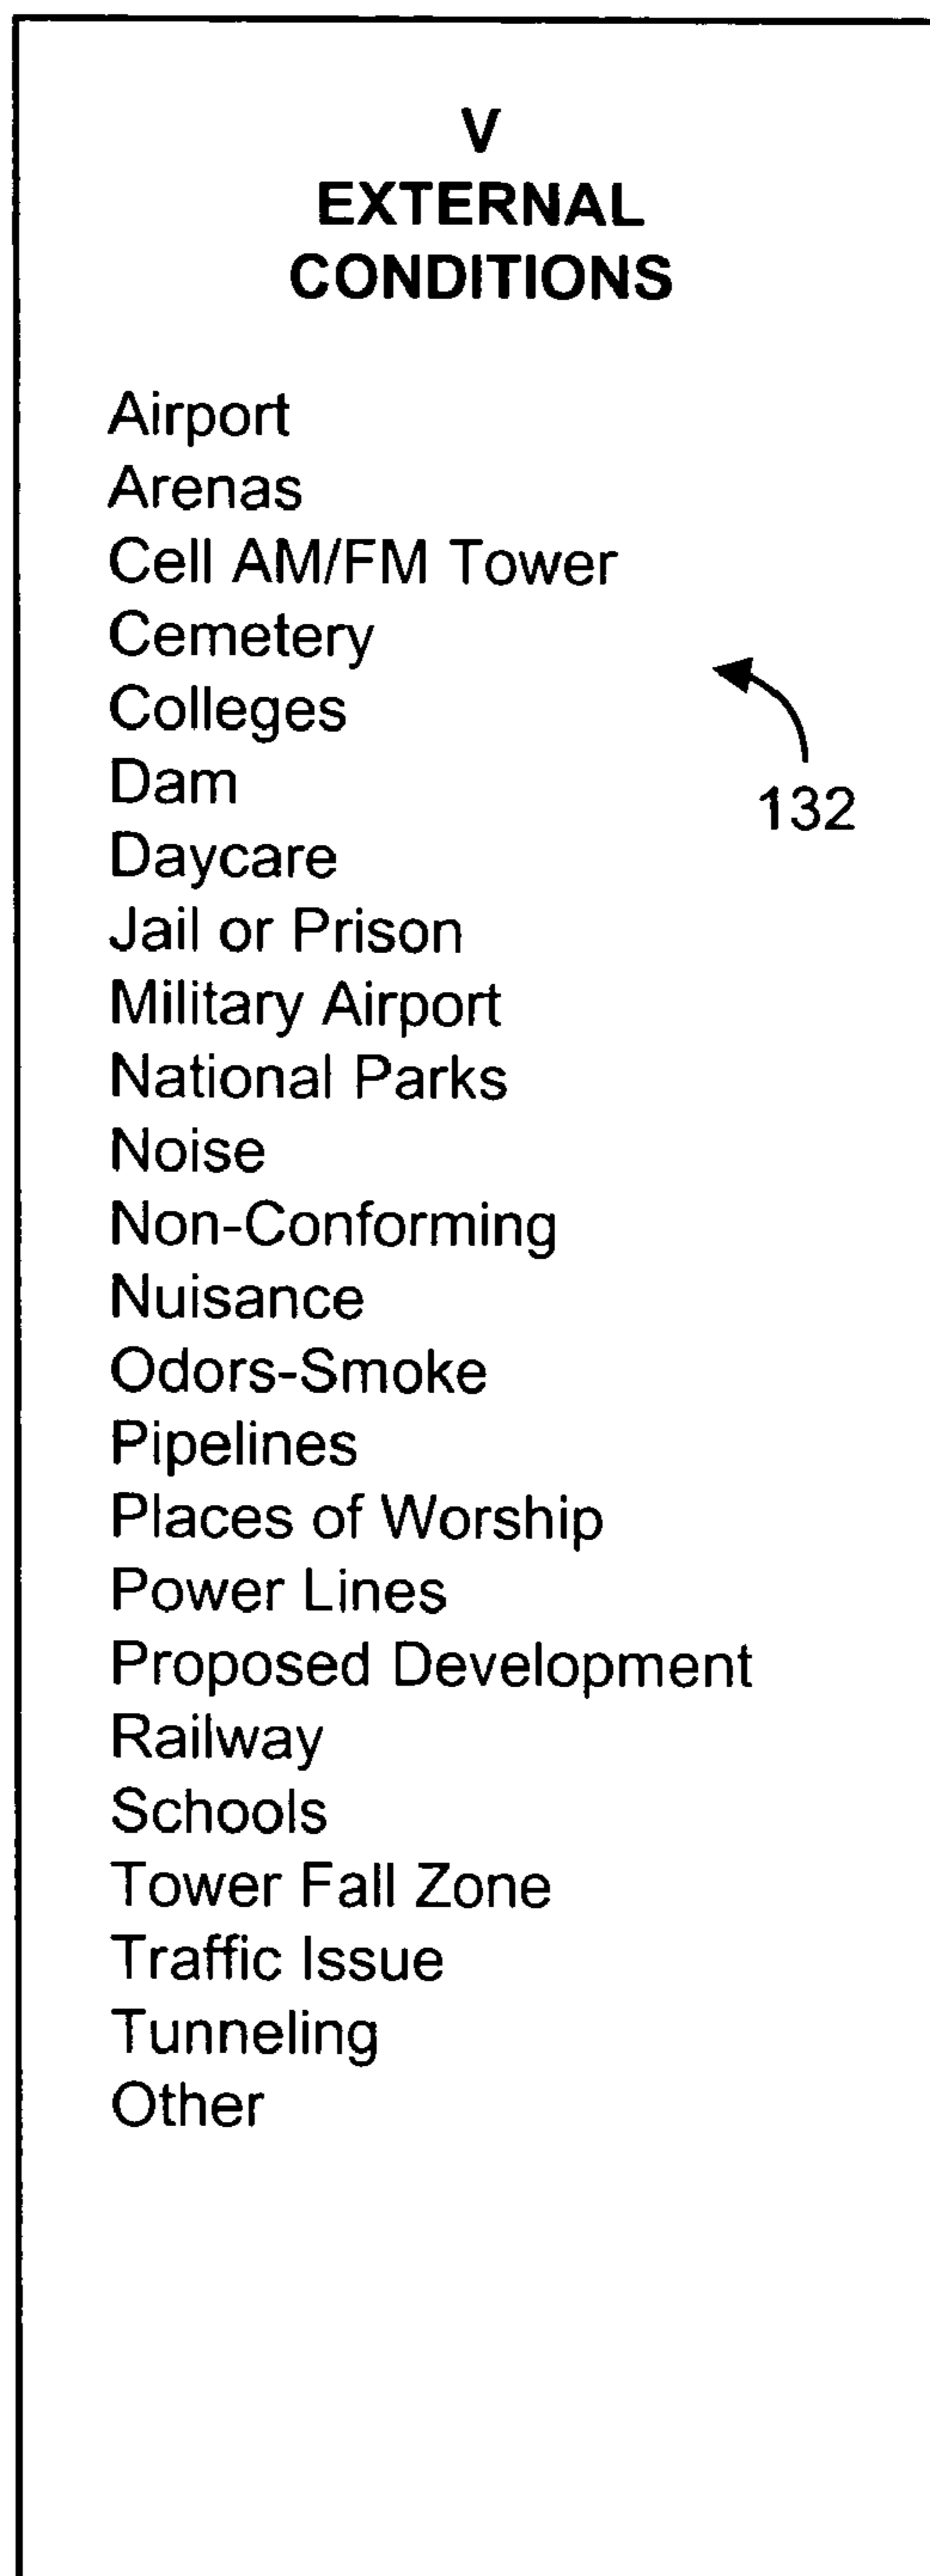 V
EXTERNAL
CONDITIONS
Airport
Arenas
Cell AM/FM Tower
Cemetery
Colleges
Dam
132
Daycare
Jail or Prison
Military Airport
National Parks
Noise
Non-Conforming
Nuisance
Odors-Smoke
Pipelines
Places of Worship
Power Lines
Proposed Development
Railway
Schools
Tower Fall Zone
Traffic Issue
Tunneling
Other